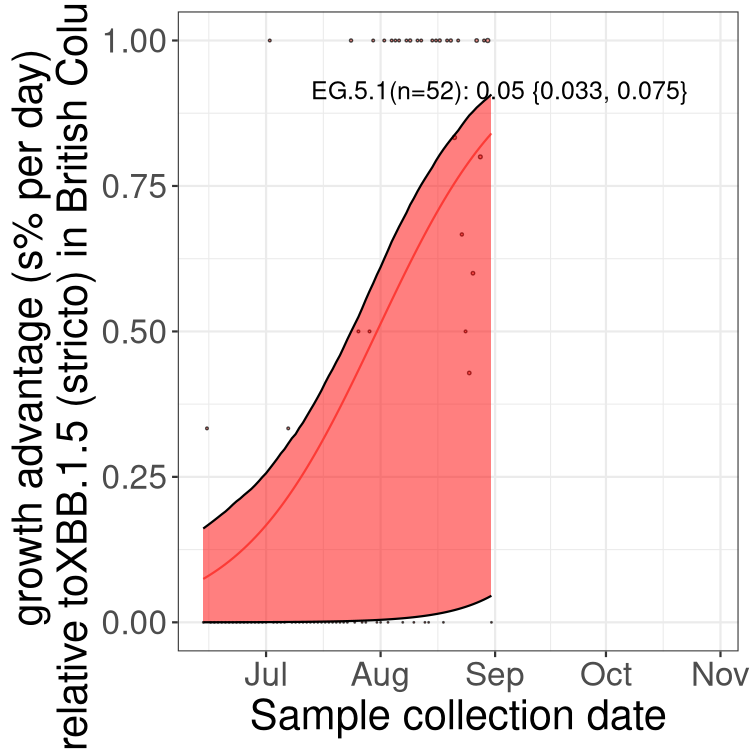 growth advantage (s% per day)
relative toXBB.1.5 (stricto) in British Colu
1.00
0.75
0.50
0.25
0.00
EG.5.1(n=52): 0.05 {0.033, 0.075}
Jul Aug Sep Oct Nov
Sample collection date